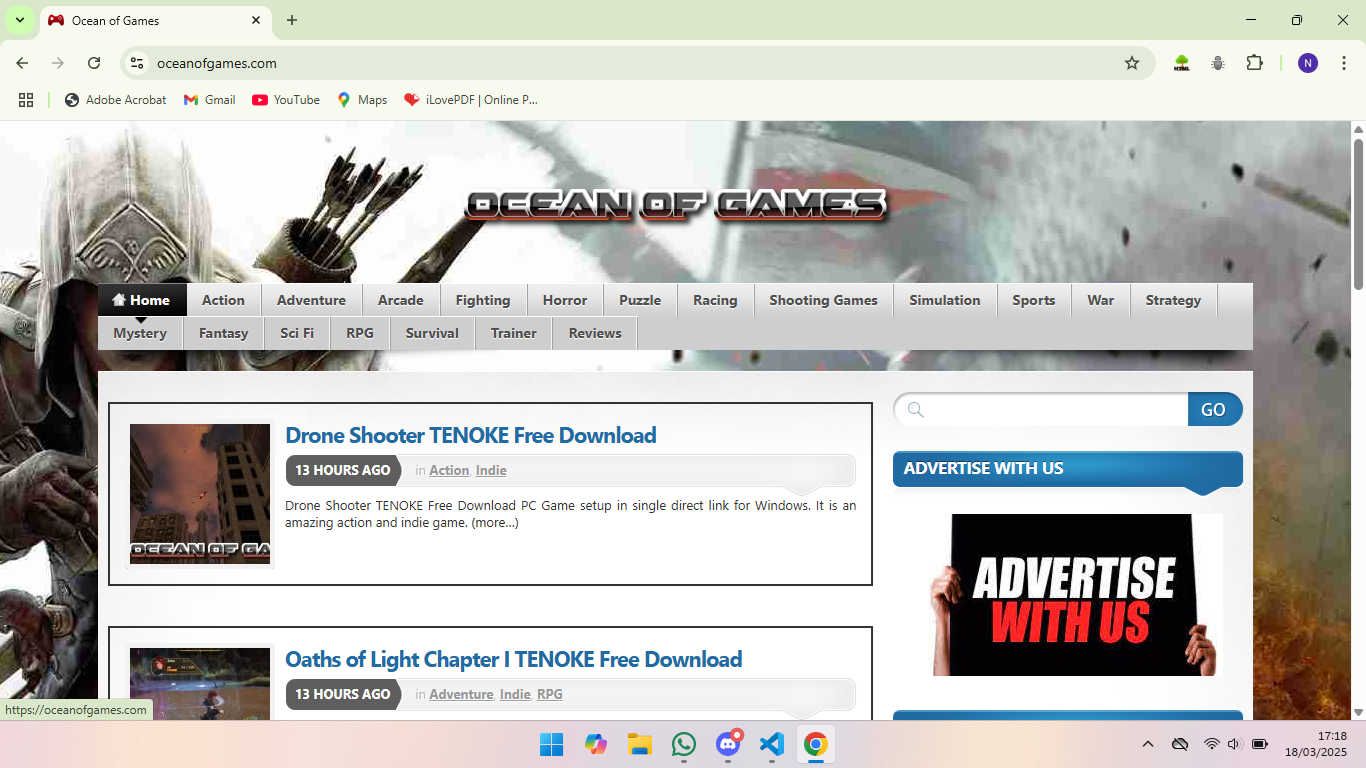 Ocean of Games
oceanofgames.com
Adobe Acrobat
Gmail
YouTube
Maps
iLovePDF | Online P...
HTML
N
OCEAN OF GAMES
Home
Action
Adventure
Arcade
Fighting
Horror
Puzzle
Racing
Shooting Games
Simulation
Sports
War
Strategy
Mystery
Fantasy
Sci Fi
RPG
Survival
Trainer
Reviews
GO
Drone Shooter TENOKE Free Download
13 HOURS AGO
in Action, Indie
Drone Shooter TENOKE Free Download PC Game setup in single direct link for Windows. It is an
amazing action and indie game. (more...)
OCEAN OF GA
ADVERTISE WITH US
ADVERTISE
WITH US
Oaths of Light Chapter I TENOKE Free Download
13 HOURS AGO
in Adventure, Indie, RPG
https://oceanofgames.com
17:18
18/03/2025